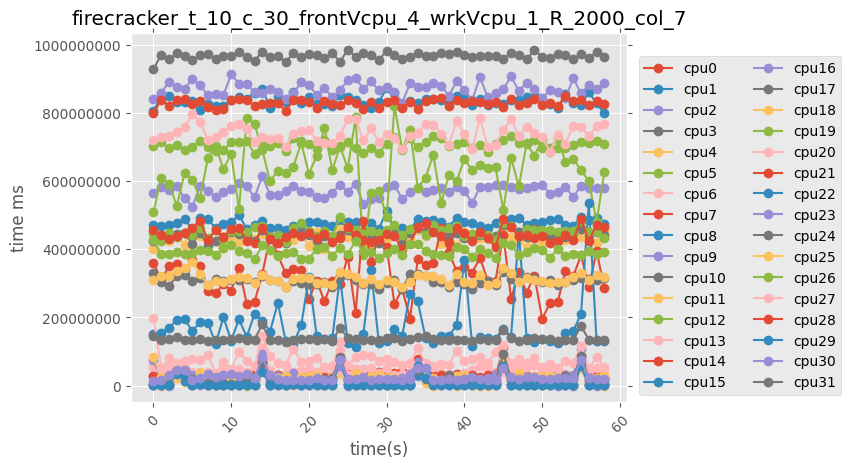 firecracker_t_10_c_30_frontVcpu_4_wrkVcpu_1_R_2000_col_7
1000000000
800000000
600000000
400000000
200000000
0
time ms
0
10
20
30
40
50
60
time(s)
cpu0
cpu1
cpu2
cpu3
cpu4
cpu5
cpu6
cpu7
cpu8
cpu9
cpu10
cpu11
cpu12
cpu13
cpu14
cpu15
cpu16
cpu17
cpu18
cpu19
cpu20
cpu21
cpu22
cpu23
cpu24
cpu25
cpu26
cpu27
cpu28
cpu29
cpu30
cpu31